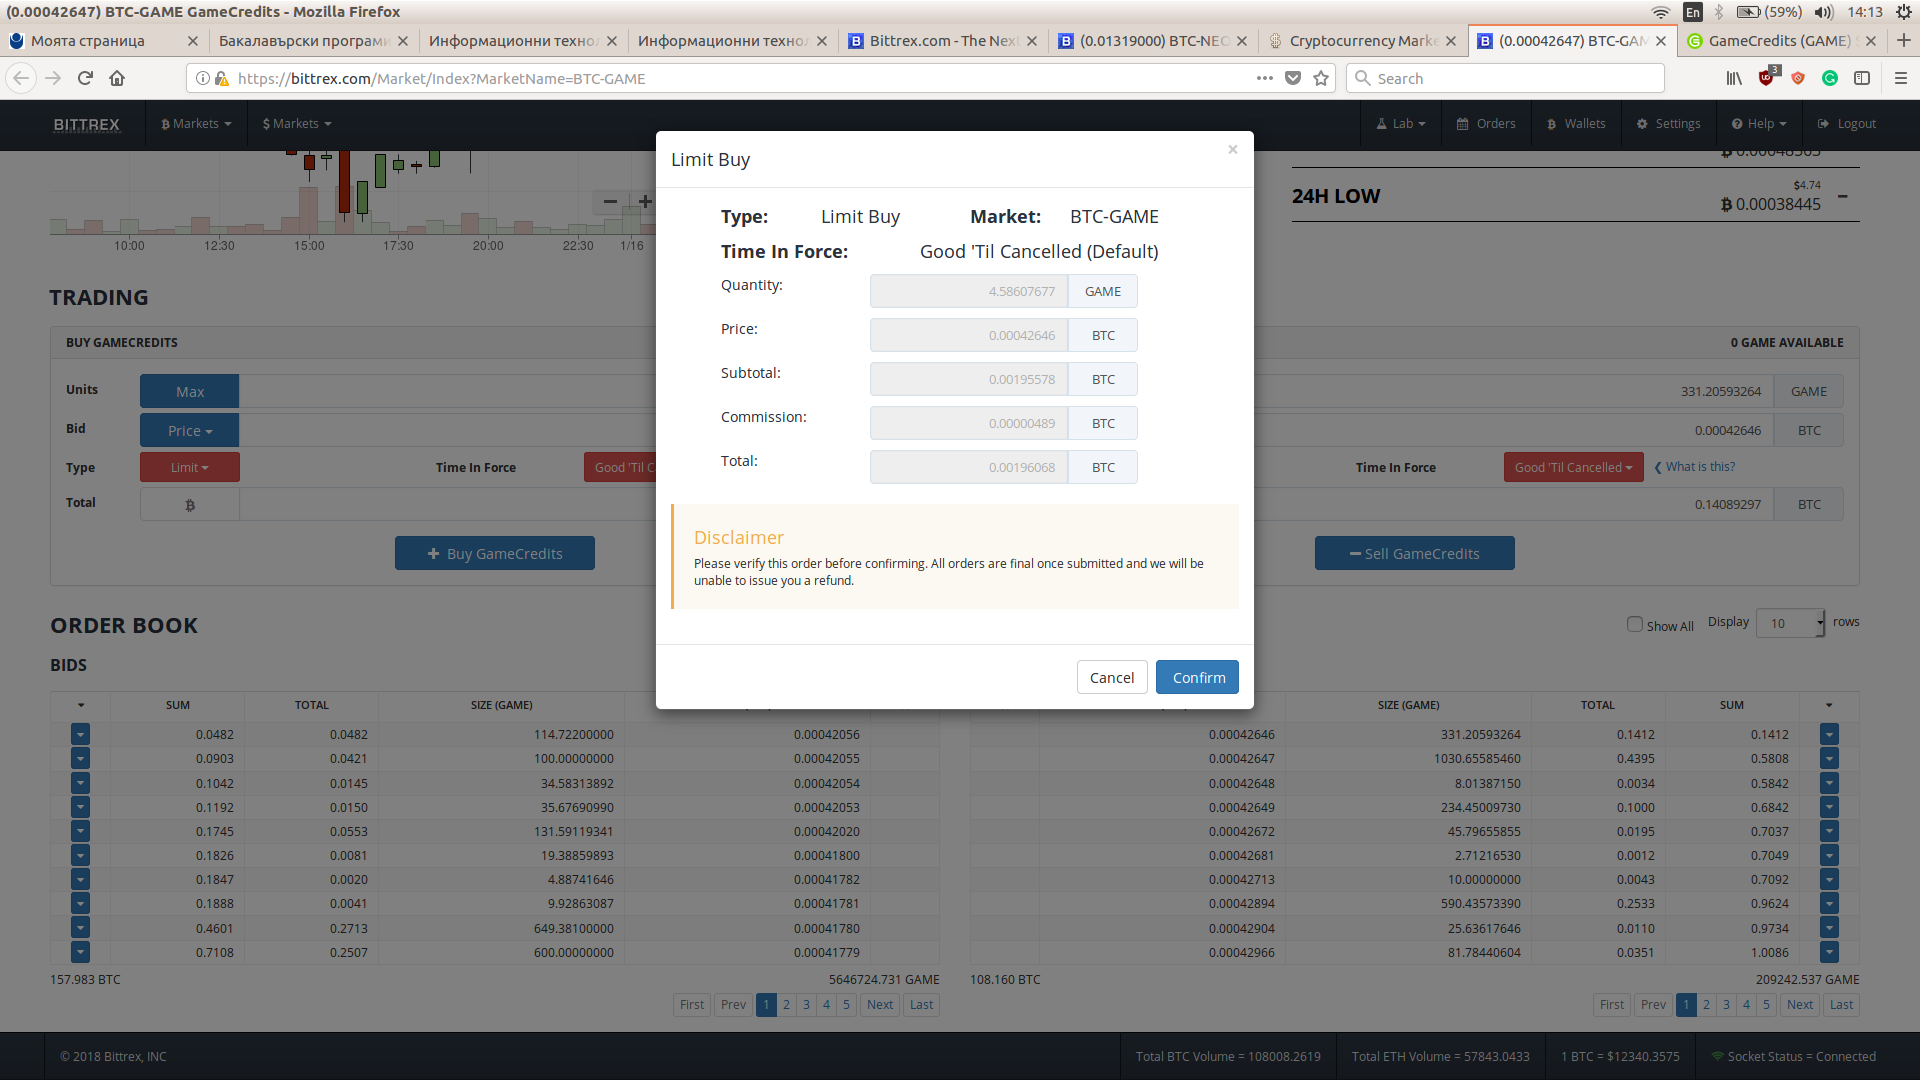 (0.00042647) BTC-GAME GameCredits - Mozilla Firefox
En
(59%)
14:13
Моята страница
Бакалавърски програми
Информационни техноло
Информационни техноло
Bittrex.com - The Next
(0.01319000) BTC-NEO
Cryptocurrency Marke
(0.00042647) BTC-GAM
GameCredits (GAME) $
https://bittrex.com/Market/Index?MarketName=BTC-GAME
Search
3
BITTREX
Markets
$ Markets
Lab
Orders
Wallets
Settings
Help
Logout
24H LOW
$4.74
0.00038445
10:00
12:30
15:00
17:30
20:00
22:30
1/16
TRADING
BUY GAMECREDITS
0 GAME AVAILABLE
Units
Max
331.20593264
GAME
Bid
Price
0.00042646
BTC
Type
Limit
Time In Force
Good 'Til C
Time In Force
Good 'Til Cancelled
What is this?
Total
0.14089297
BTC
Buy GameCredits
Sell GameCredits
Limit Buy
×
Type:
Limit Buy
Market:
BTC-GAME
Time In Force:
Good 'Til Cancelled (Default)
Quantity:
4.58607677
GAME
Price:
0.00042646
BTC
Subtotal:
0.00195578
BTC
Commission:
0.00000489
BTC
Total:
0.00196068
BTC
Disclaimer
Please verify this order before confirming. All orders are final once submitted and we will be
unable to issue you a refund.
Cancel
Confirm
ORDER BOOK
Show All
Display
10
rows
BIDS
SUM
TOTAL
SIZE (GAME)
0.0482 0.0482 114.72200000 0.00042056
0.0903 0.0421 100.00000000 0.00042055
0.1042 0.0145 34.58313892 0.00042054
0.1192 0.0150 35.67690990 0.00042053
0.1745 0.0553 131.59119341 0.00042020
0.1826 0.0081 19.38859893 0.00041800
0.1847 0.0020 4.88741646 0.00041782
0.1888 0.0041 9.92863087 0.00041781
0.4601 0.2713 649.38100000 0.00041780
0.7108 0.2507 600.00000000 0.00041779
157.983 BTC
5646724.731 GAME
First Prev 1 2 3 4 5 Next Last
SIZE (GAME)
TOTAL
SUM
0.00042646 331.20593264 0.1412 0.1412
0.00042647 1030.65585460 0.4395 0.5808
0.00042648 8.01387150 0.0034 0.5842
0.00042649 234.45009730 0.1000 0.6842
0.00042672 45.79655855 0.0195 0.7037
0.00042681 2.71216530 0.0012 0.7049
0.00042713 10.00000000 0.0043 0.7092
0.00042894 590.43573390 0.2533 0.9624
0.00042904 25.63617646 0.0110 0.9734
0.00042966 81.78440604 0.0351 1.0086
108.160 BTC
209242.537 GAME
First Prev 1 2 3 4 5 Next Last
© 2018 Bittrex, INC
Total BTC Volume = 108008.2619
Total ETH Volume = 57843.0433
1 BTC = $12340.3575
Socket Status = Connected